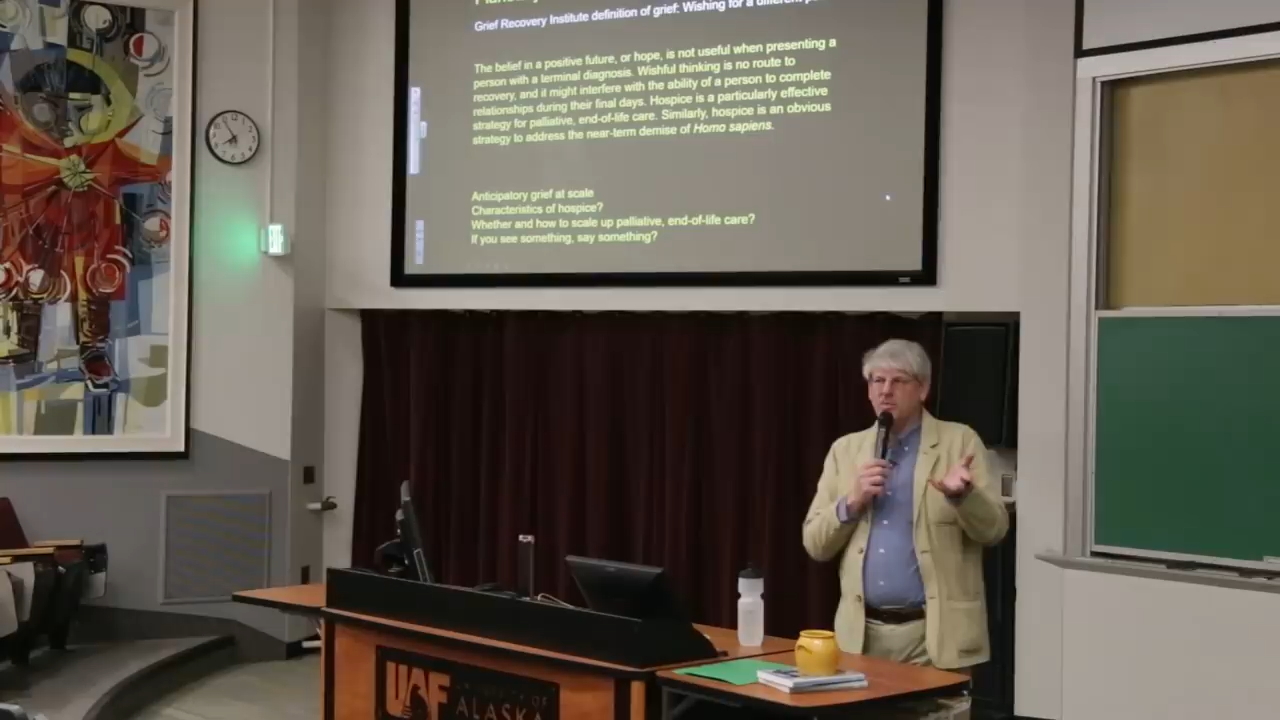 Grief Recovery Institute definition of grief: Wishing for a different
The belief in a positive future, or hope, is not useful when presenting a
person with a terminal diagnosis. Wishful thinking is no route to
recovery, and it might interfere with the ability of a person to complete
relationships during their final days. Hospice is a particularly effective
strategy for palliative, end-of-life care. Similarly, hospice is an obvious
strategy to address the near-term demise of Homo sapiens.
Anticipatory grief at scale
Characteristics of hospice?
Whether and how to scale up palliative, end-of-life care?
If you see something, say something?
EXIT
UAF
OF
ALASKA